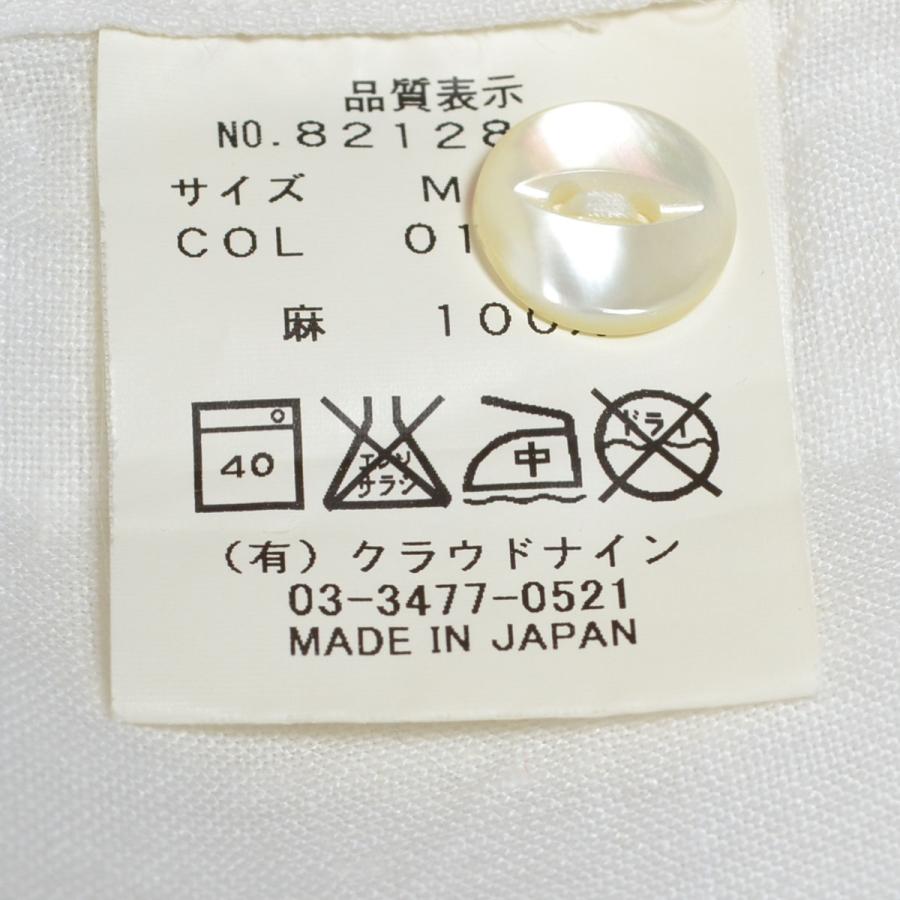 品質表示
NO.82128
サイズ M
COL 01
麻 100%
40
エンソ
サラシ
中
ドライ
(有)クラウドナイン
03-3477-0521
MADE IN JAPAN